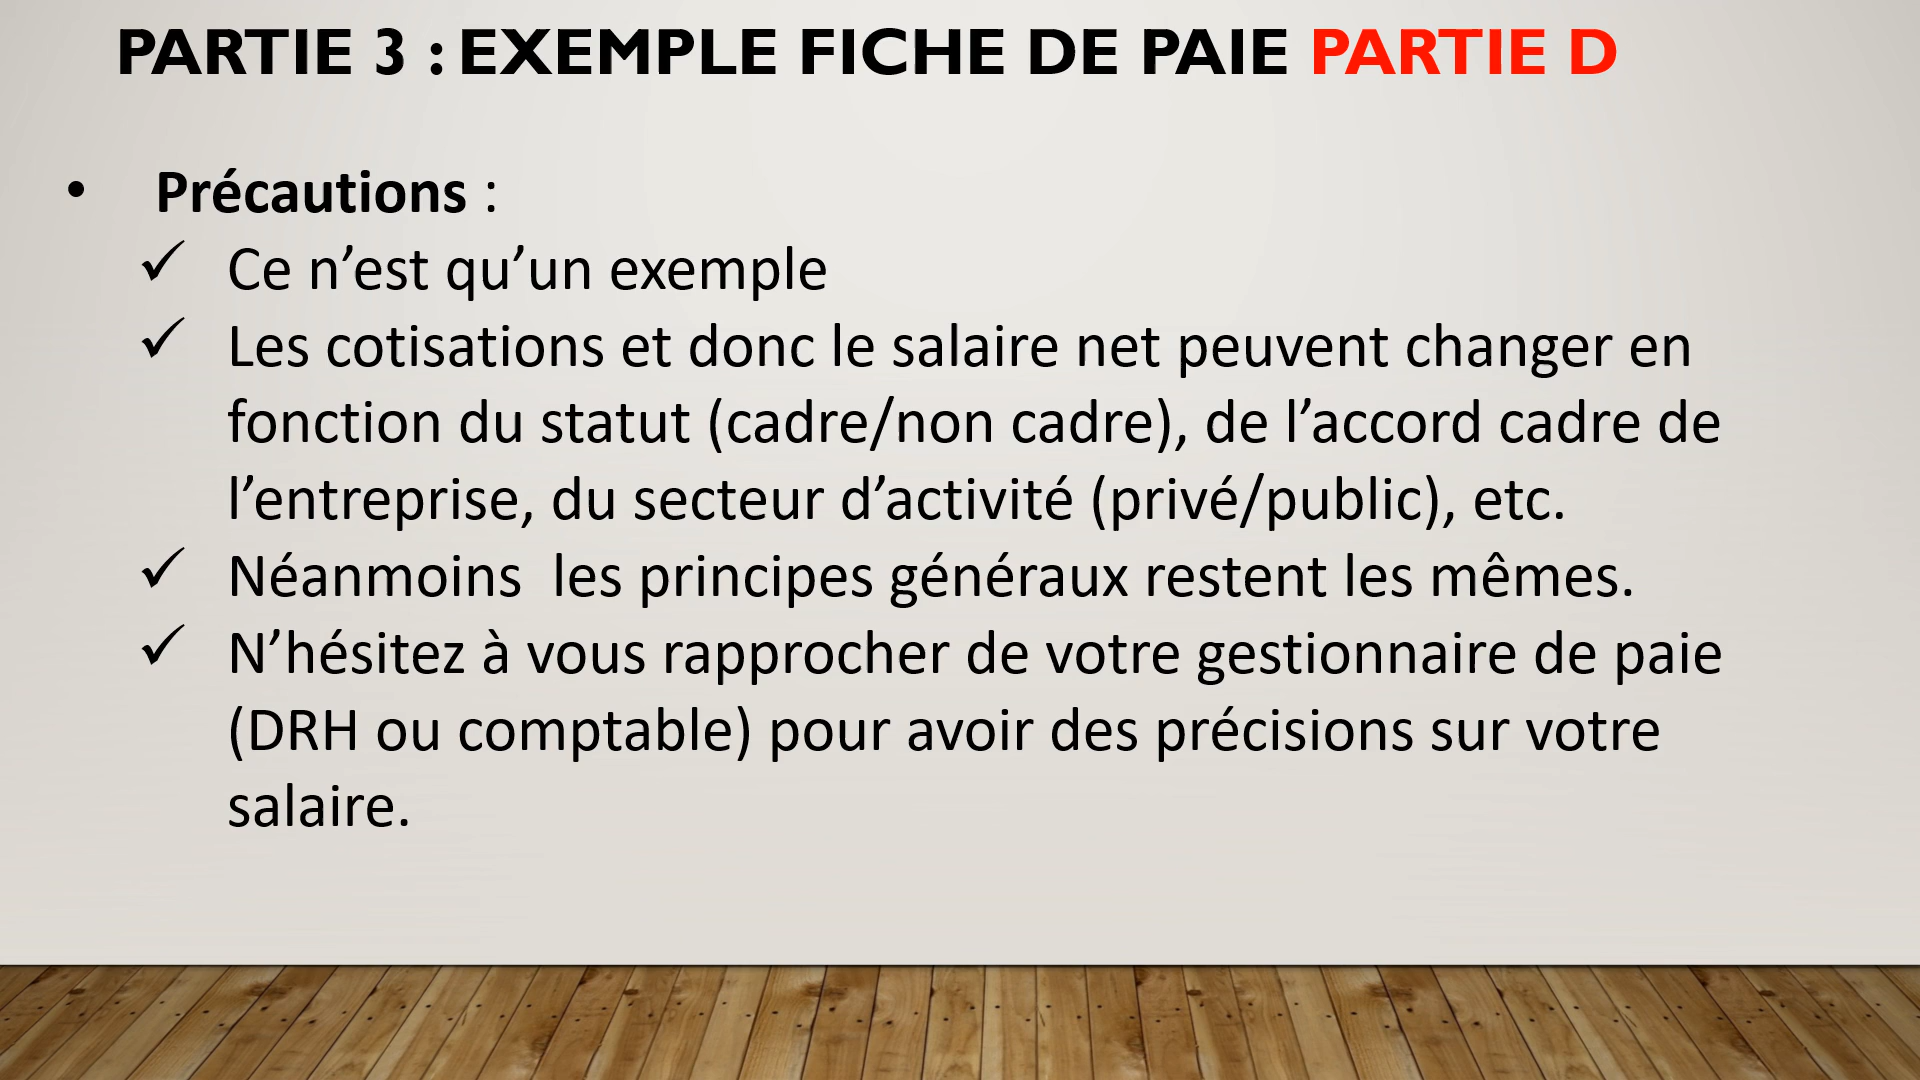 PARTIE 3 : EXEMPLE FICHE DE PAIE PARTIE D
• Précautions :
✓ Ce n’est qu’un exemple
✓ Les cotisations et donc le salaire net peuvent changer en
fonction du statut (cadre/non cadre), de l’accord cadre de
l’entreprise, du secteur d’activité (privé/public), etc.
✓ Néanmoins  les principes généraux restent les mêmes.
✓ N’hésitez à vous rapprocher de votre gestionnaire de paie
(DRH ou comptable) pour avoir des précisions sur votre
salaire.